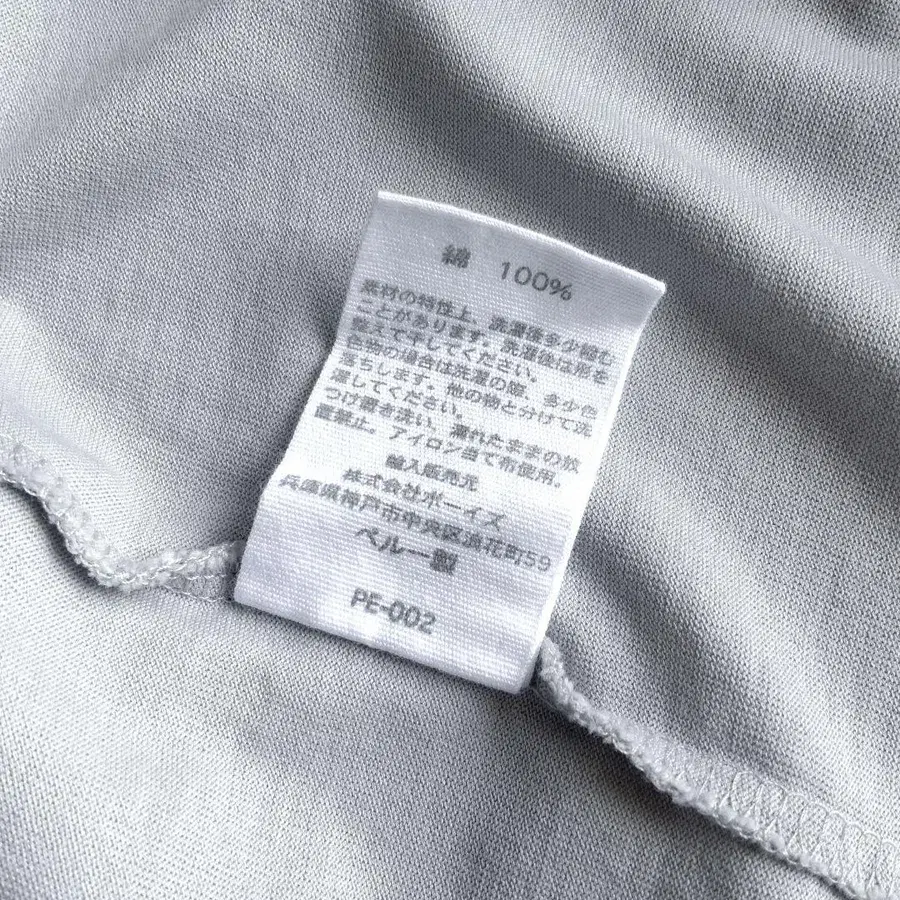 綿 100%
素材の特性上、洗濯後多少縮む
ことがあります。洗濯後は形を
整えて干してください。
色物の場合は洗濯の際、多少色
落ちします。他の物と分けて洗
濯してください。
つけ置き洗い、濡れたままの放
置禁止。アイロン当て布使用。
輸入販売元
株式会社ボーイズ
兵庫県神戸市中央区浪花町59
ペルー製
PE-002